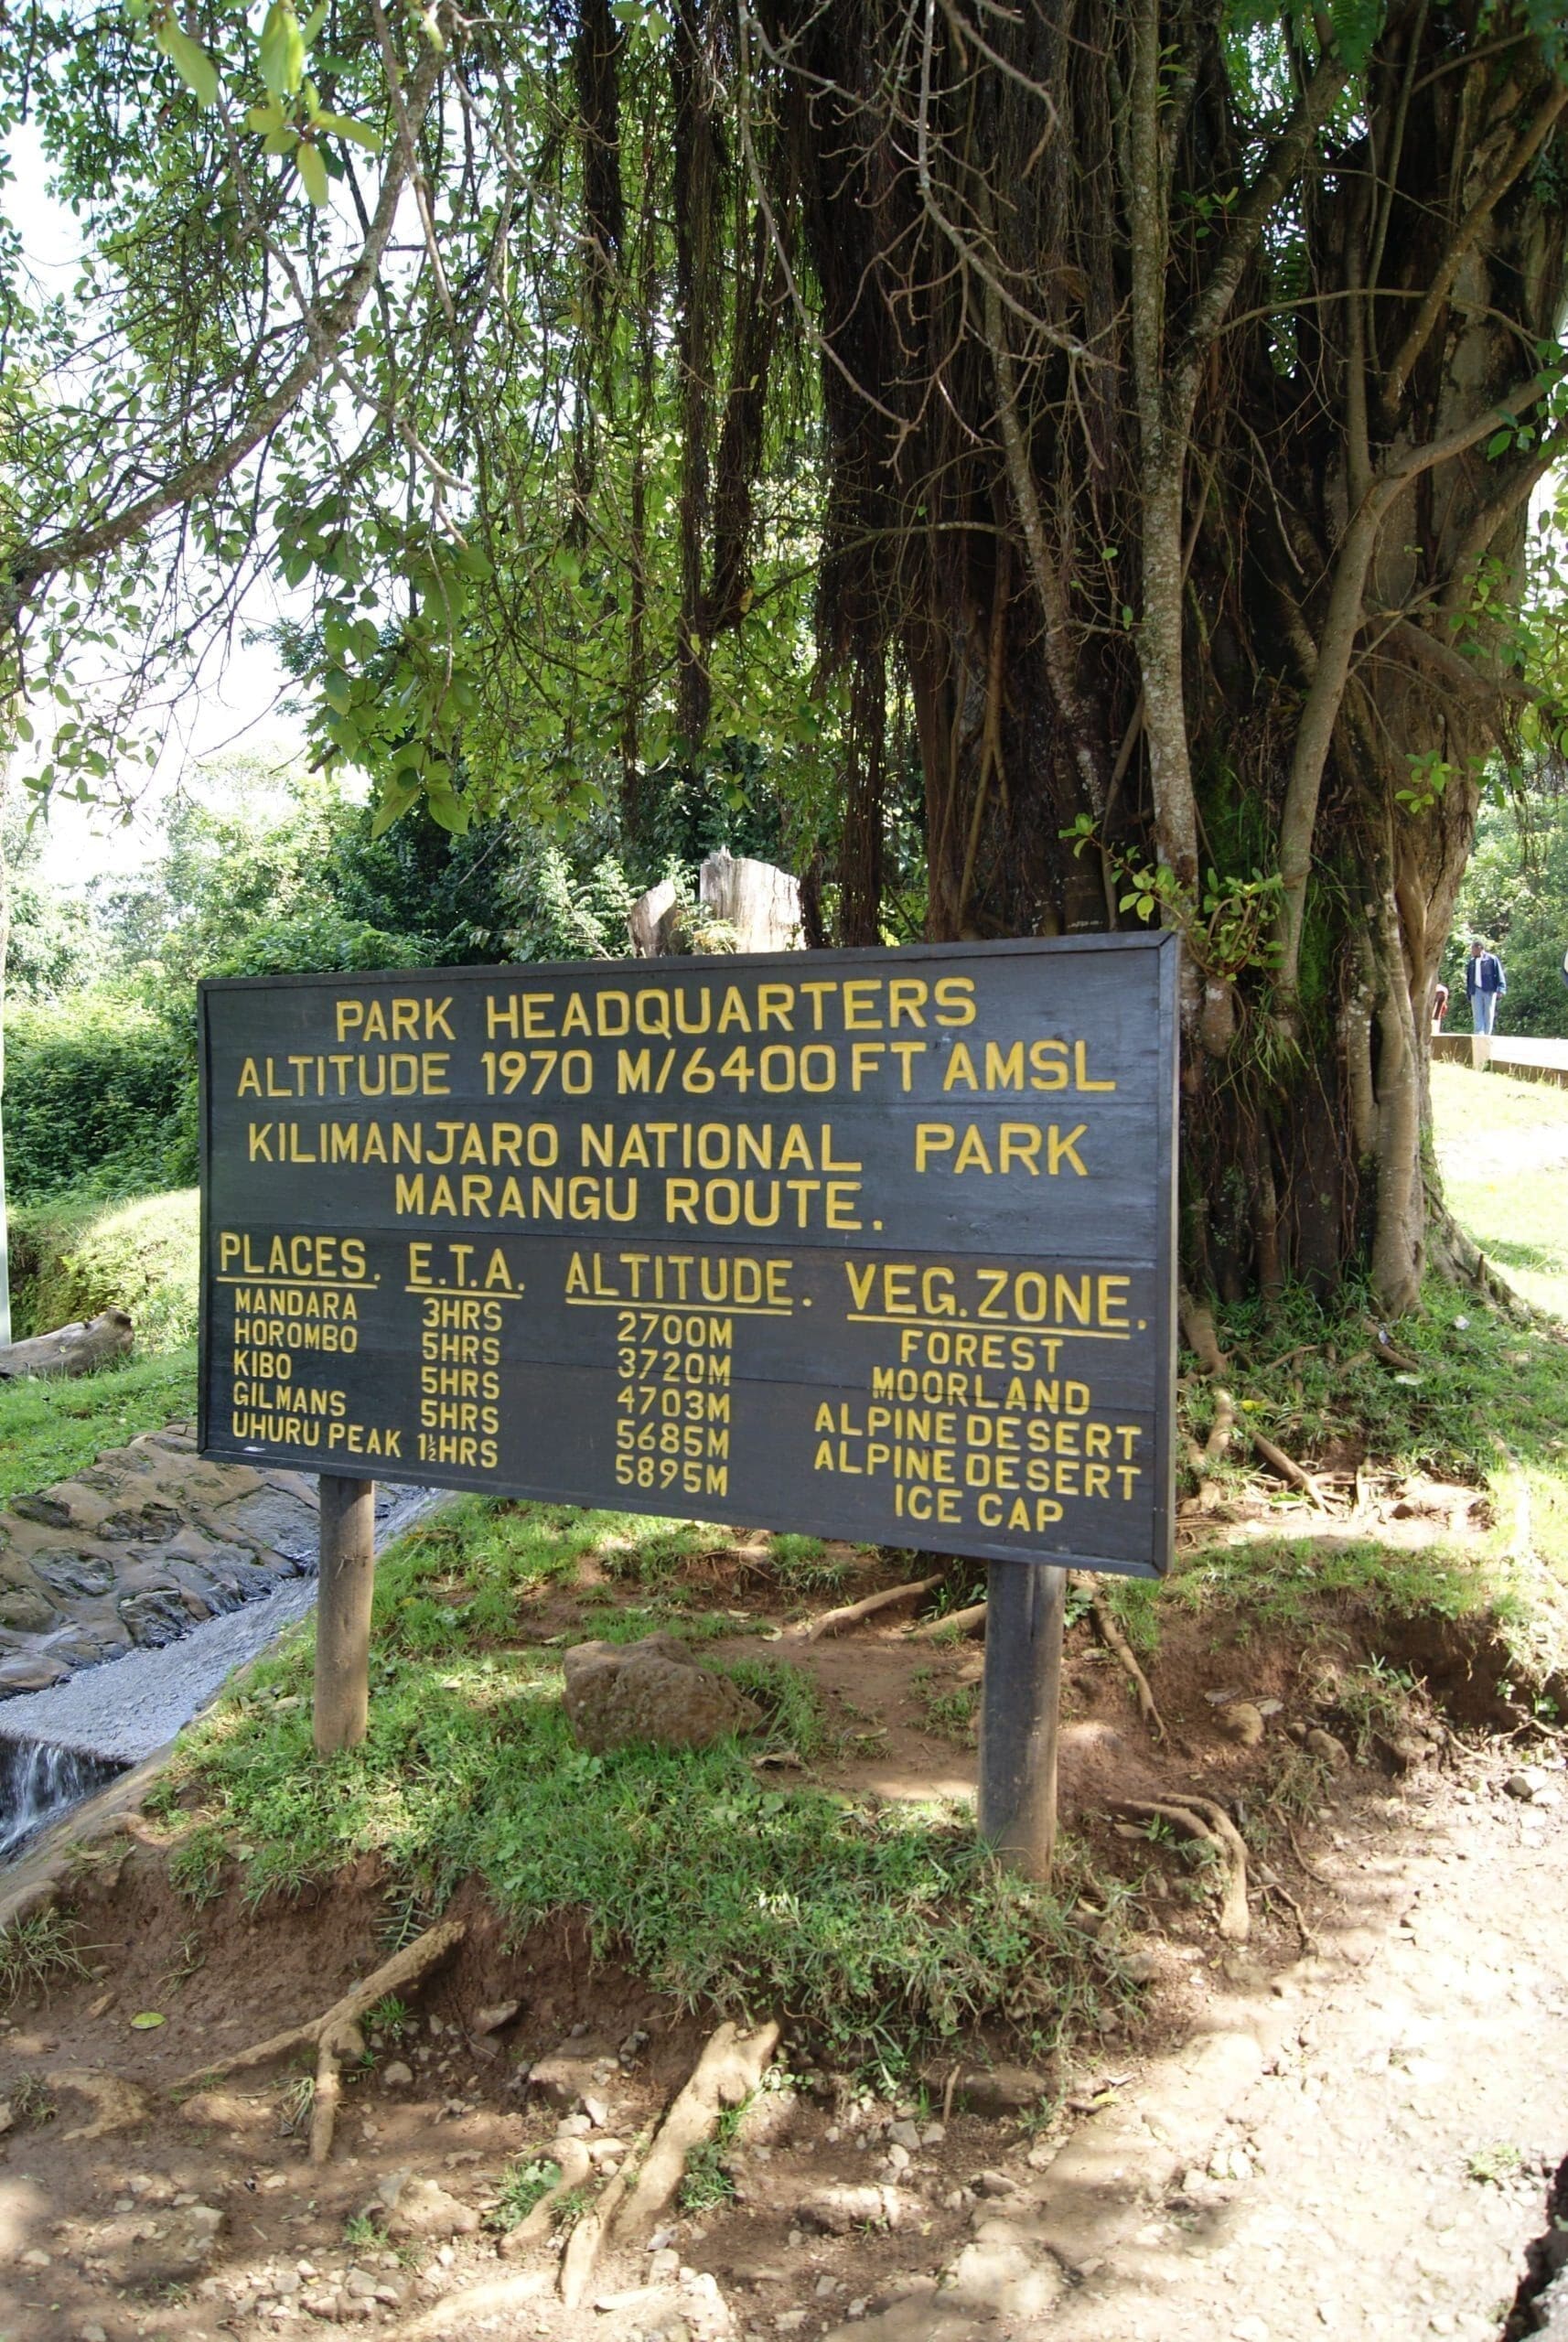 PARK HEADQUARTERS
ALTITUDE 1970 M/6400 FT AMSL
KILIMANJARO NATIONAL PARK
MARANGU ROUTE.
PLACES. E.T.A. ALTITUDE. VEG. ZONE.
MANDARA 3HRS 2700M FOREST
HOROMBO 5HRS 3720M MOORLAND
KIBO 5HRS 4703M ALPINE DESERT
GILMANS 5HRS 5685M ALPINE DESERT
UHURU PEAK 1½HRS 5895M ICE CAP